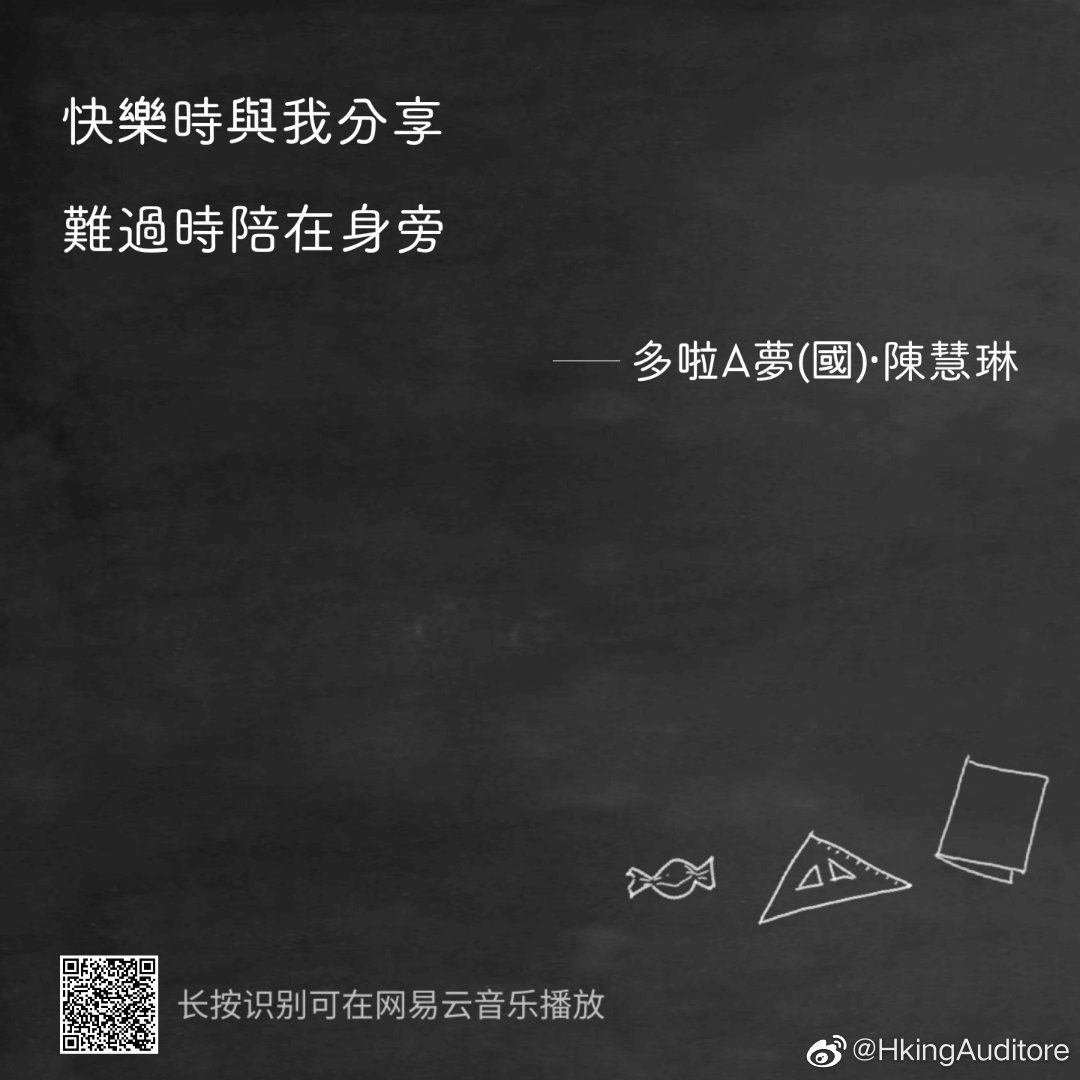 快樂時與我分享
難過時陪在身旁
——多啦A夢(國)·陳慧琳
长按识别可在网易云音乐播放
@HkingAuditore